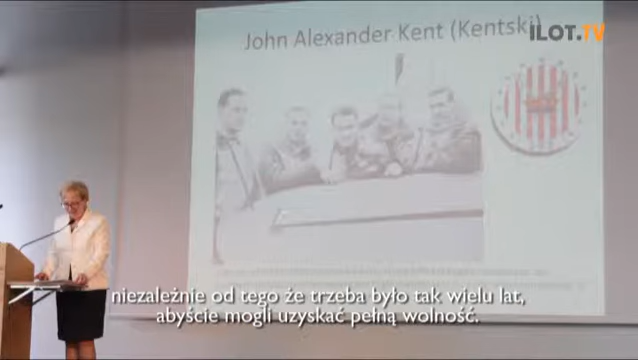 ILOT.TV
John Alexander Kent (Kentski)
niezależnie od tego że trzeba było tak wielu lat,
abyście mogli uzyskać pełną wolność.